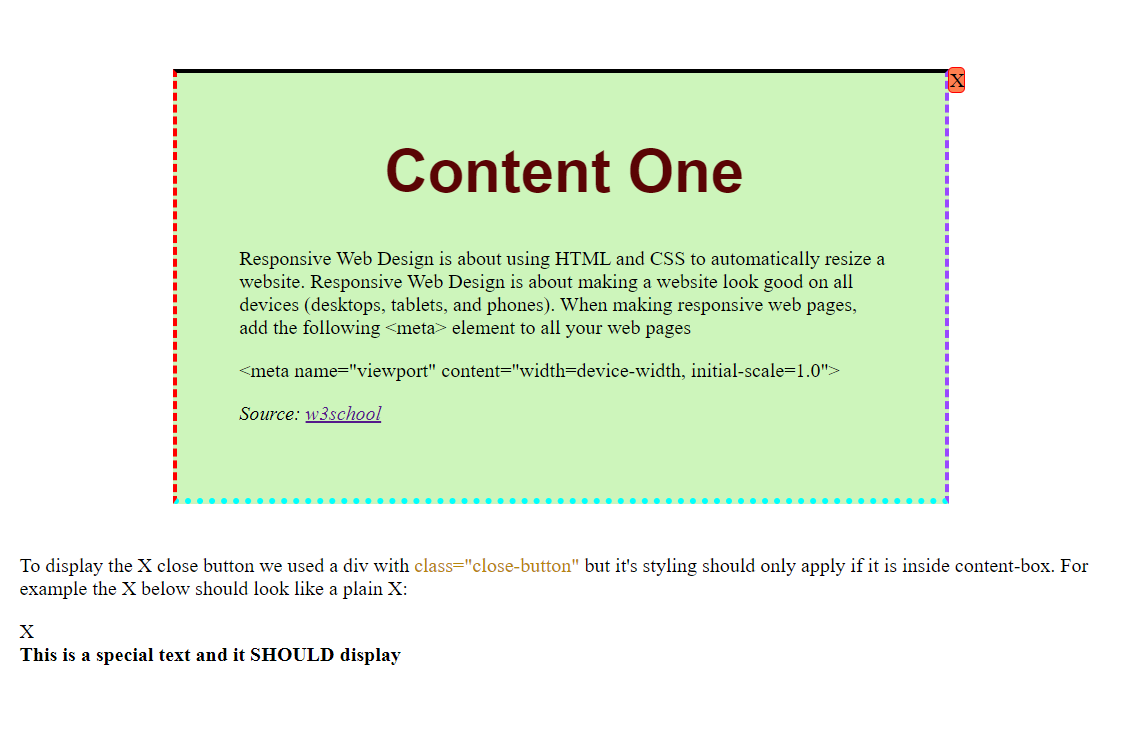 X
Content One
Responsive Web Design is about using HTML and CSS to automatically resize a
website. Responsive Web Design is about making a website look good on all
devices (desktops, tablets, and phones). When making responsive web pages,
add the following <meta> element to all your web pages
<meta name="viewport" content="width=device-width, initial-scale=1.0">
Source: w3school
To display the X close button we used a div with class="close-button" but it's styling should only apply if it is inside content-box. For
example the X below should look like a plain X:
X
This is a special text and it SHOULD display